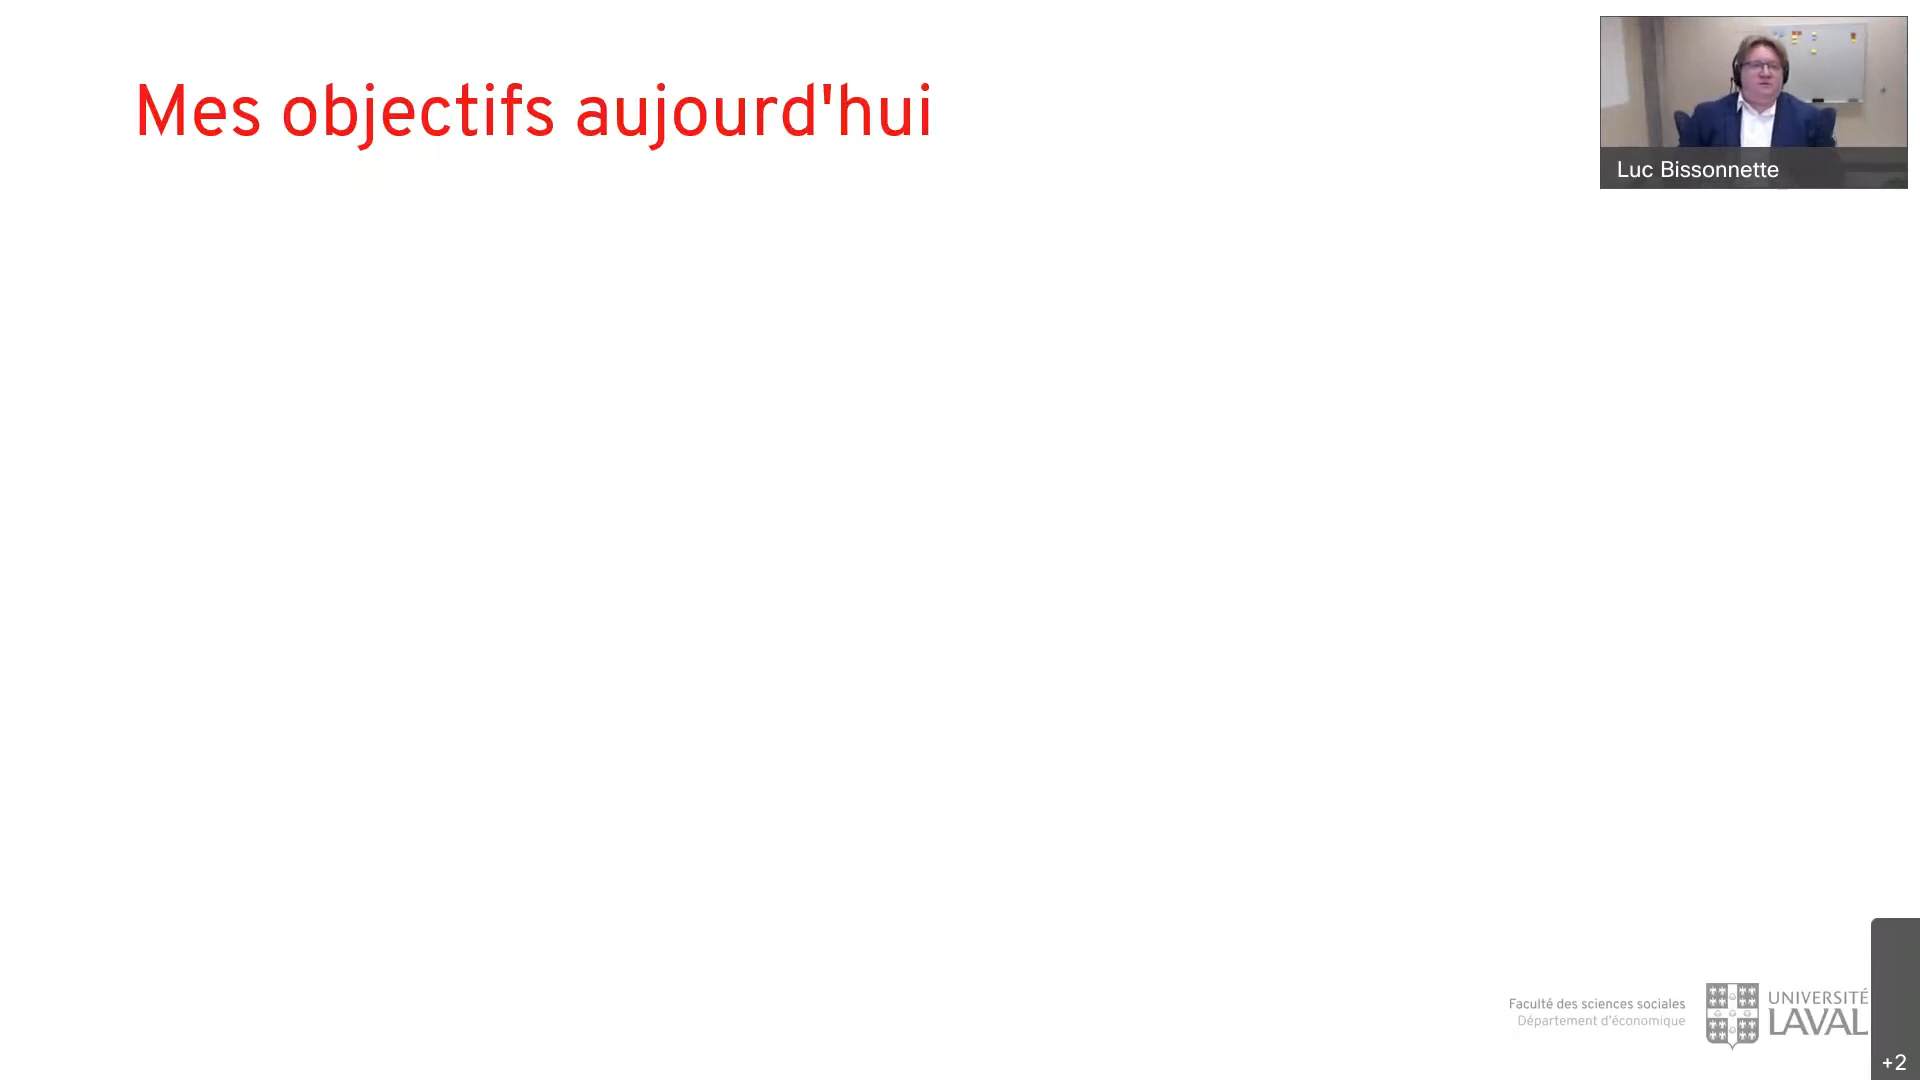 Mes objectifs aujourd'hui
Luc Bissonnette
Faculté des sciences sociales
Département d'économique
UNIVERSITÉ
LAVAL
+2